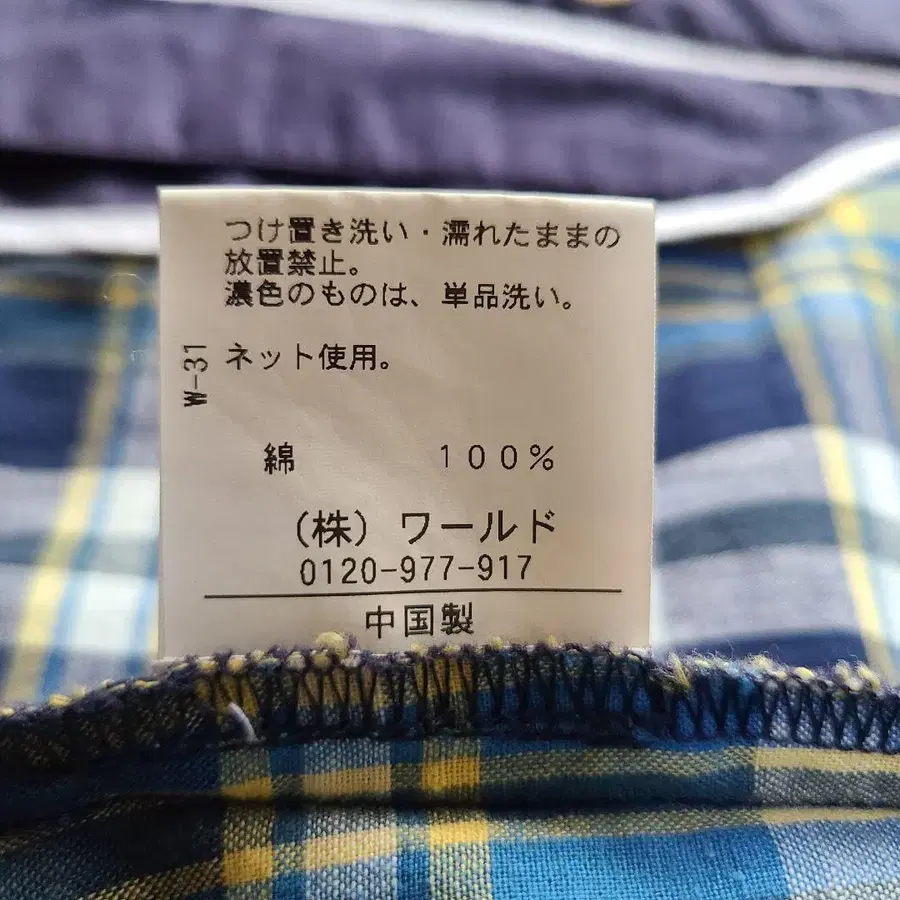 つけ置き洗い・濡れたままの
放置禁止。
濃色のものは、単品洗い。
ネット使用。
W-31
綿 100%
(株) ワールド
0120-977-917
中国製